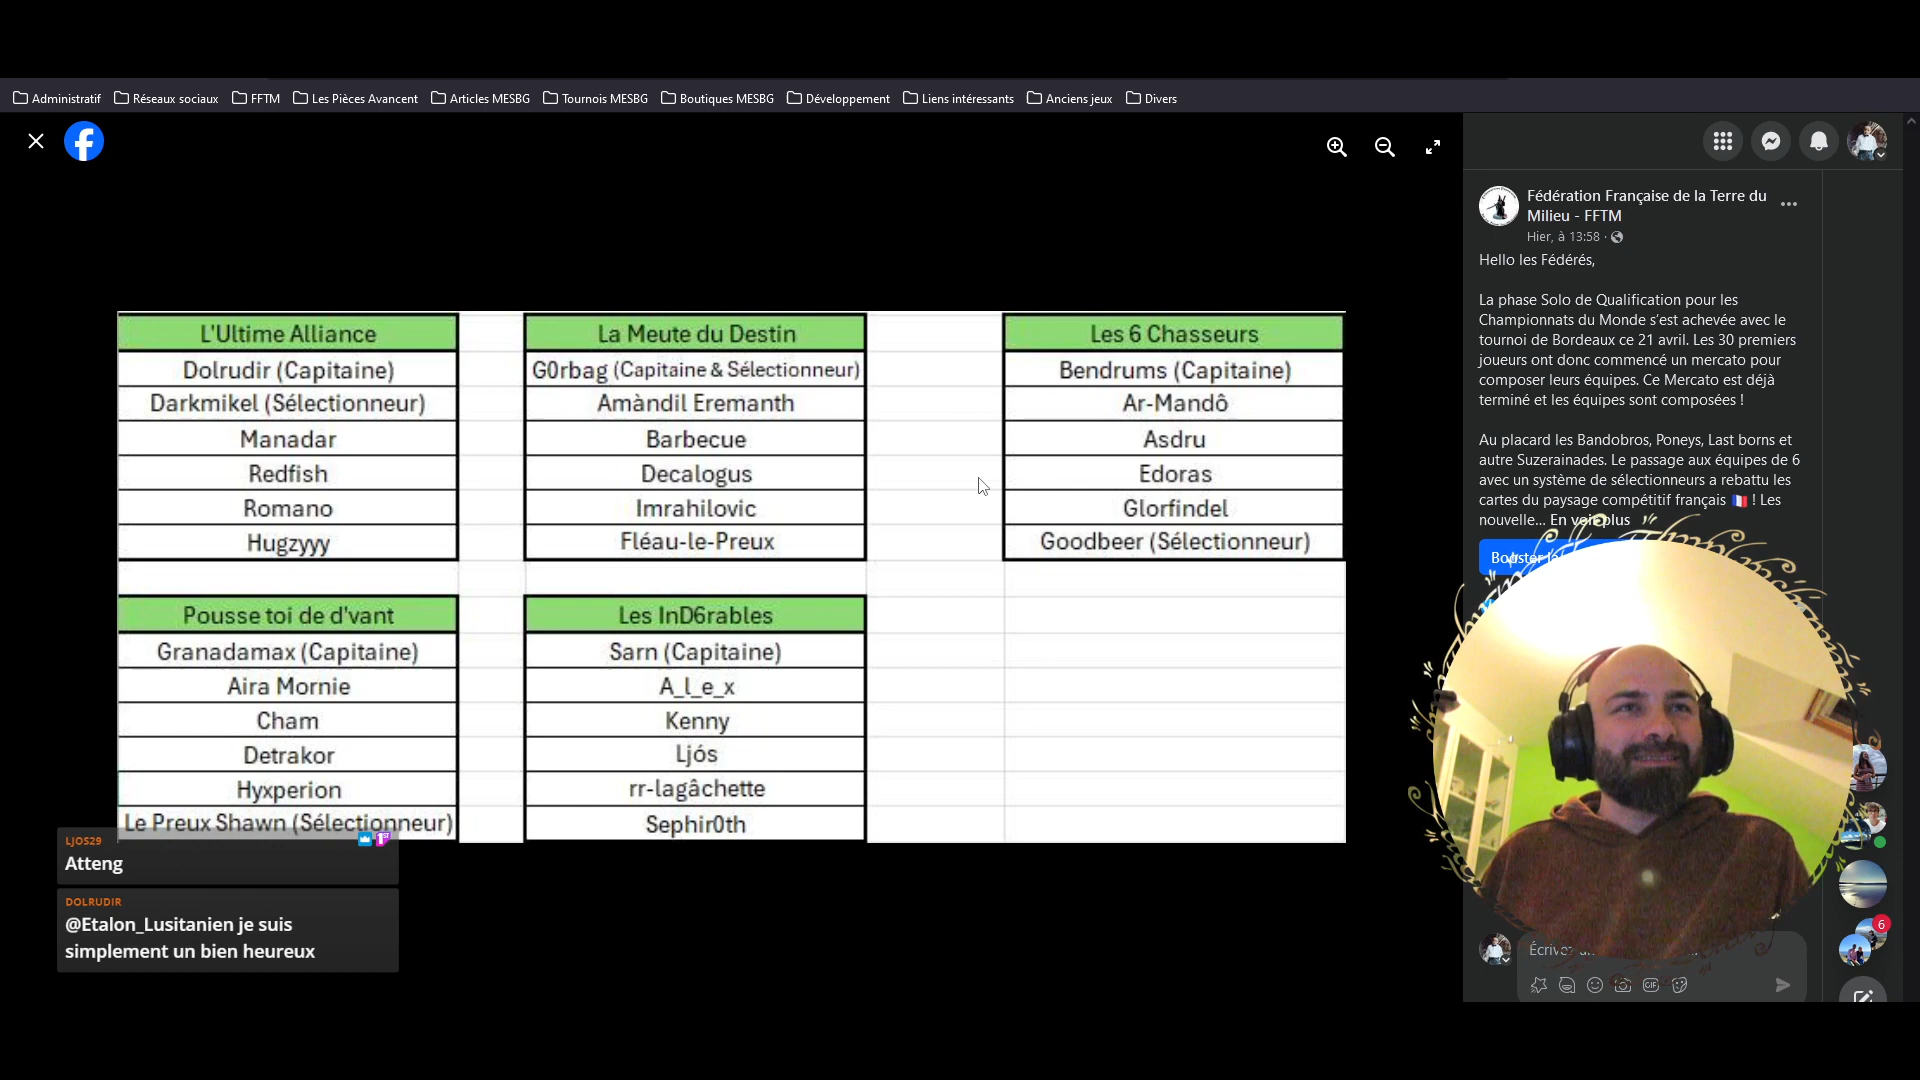 Administratif
Réseaux sociaux
FFTM
Les Pièces Avancent
Articles MESBG
Tournois MESBG
Boutiques MESBG
Développement
Liens intéressants
Anciens jeux
Divers
L'Ultime Alliance
Dolrudir (Capitaine)
Darkmikel (Sélectionneur)
Manadar
Redfish
Romano
Hugzyyy
La Meute du Destin
G0rbag (Capitaine & Sélectionneur)
Amàndil Eremanth
Barbecue
Decalogus
Imrahilovic
Fléau-le-Preux
Les 6 Chasseurs
Bendrums (Capitaine)
Ar-Mandô
Asdru
Edoras
Glorfindel
Goodbeer (Sélectionneur)
Pousse toi de d'vant
Granadamax (Capitaine)
Aira Mornie
Cham
Detrakor
Hyxperion
Le Preux Shawn (Sélectionneur)
Les InD6rables
Sarn (Capitaine)
A_l_e_x
Kenny
Ljós
rr-lagâchette
Sephir0th
LJOS29
1ST
Atteng
DOLRUDIR
@Etalon_Lusitanien je suis
simplement un bien heureux
Fédération Française de la Terre du
Milieu - FFTM
Hier, à 13:58 ·
Hello les Fédérés,
La phase Solo de Qualification pour les
Championnats du Monde s'est achevée avec le
tournoi de Bordeaux ce 21 avril. Les 30 premiers
joueurs ont donc commencé un mercato pour
composer leurs équipes. Ce Mercato est déjà
terminé et les équipes sont composées !
Au placard les Bandobros, Poneys, Last borns et
autre Suzerainades. Le passage aux équipes de 6
avec un système de sélectionneurs a rebattu les
cartes du paysage compétitif français 🇫🇷 ! Les
nouvelle... En voir plus
Booster
6
GIF